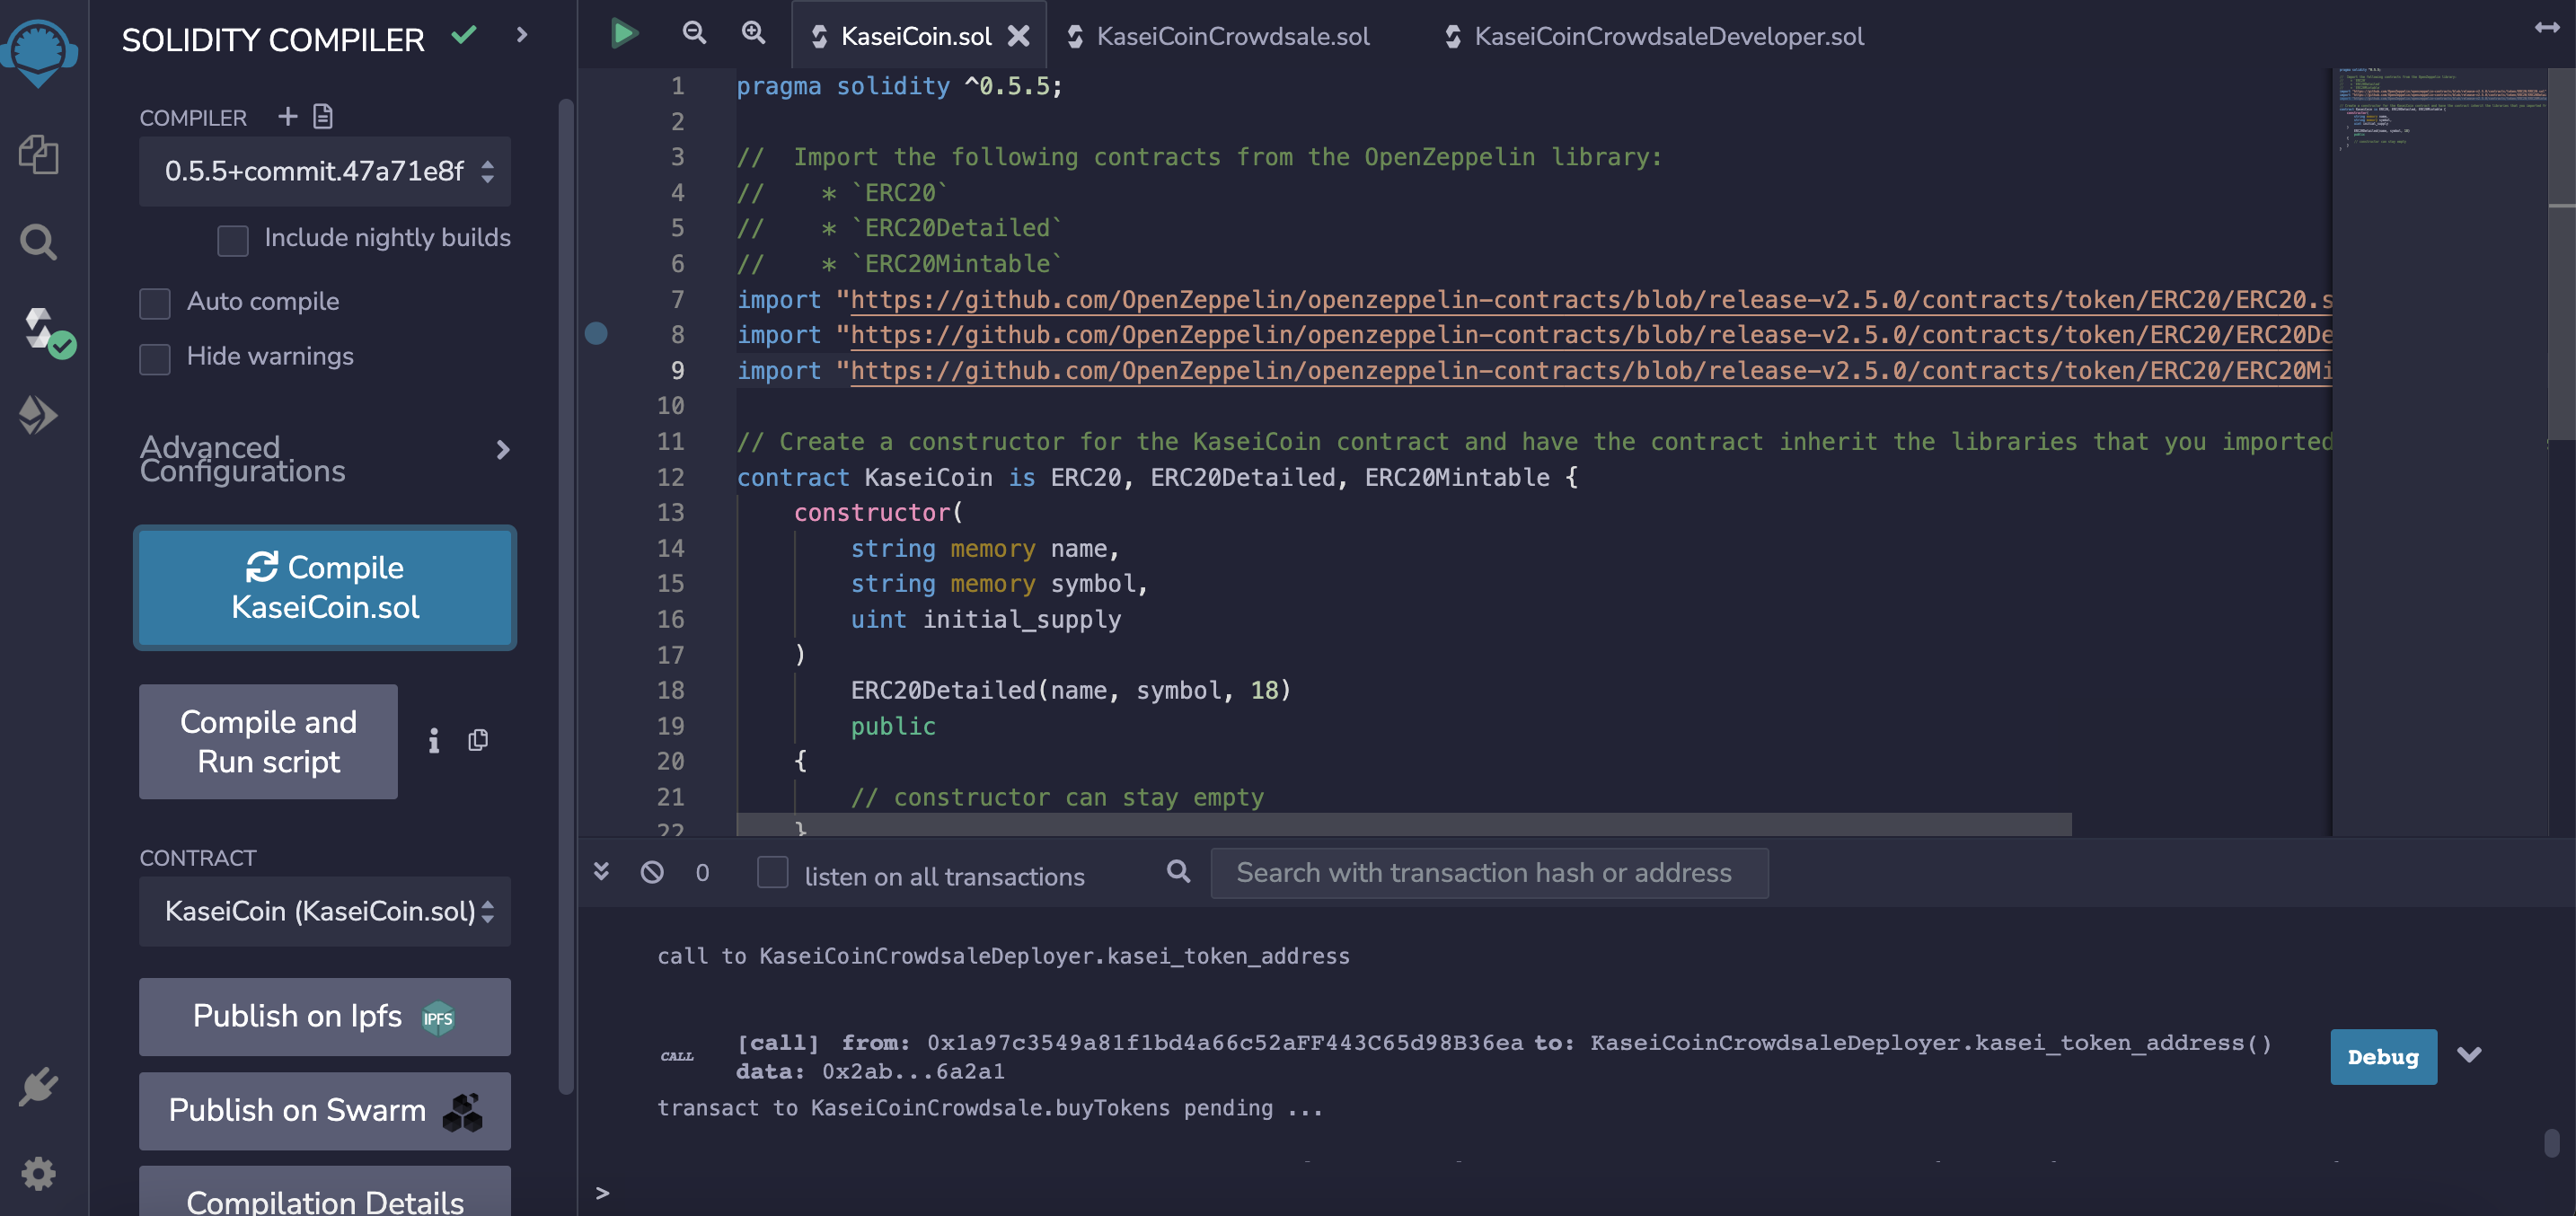 SOLIDITY COMPILER
COMPILER
0.5.5+commit.47a71e8f
Include nightly builds
Auto compile
Hide warnings
Advanced
Configurations
Compile
KaseiCoin.sol
Compile and
Run script
CONTRACT
KaseiCoin (KaseiCoin.sol)
Publish on Ipfs
IPFS
Publish on Swarm
Compilation Details
KaseiCoin.sol
KaseiCoinCrowdsale.sol
KaseiCoinCrowdsaleDeveloper.sol
1 pragma solidity ^0.5.5;
2
3 //  Import the following contracts from the OpenZeppelin library:
4 //    * `ERC20`
5 //    * `ERC20Detailed`
6 //    * `ERC20Mintable`
7 import "https://github.com/OpenZeppelin/openzeppelin-contracts/blob/release-v2.5.0/contracts/token/ERC20/ERC20.s
8 import "https://github.com/OpenZeppelin/openzeppelin-contracts/blob/release-v2.5.0/contracts/token/ERC20/ERC20De
9 import "https://github.com/OpenZeppelin/openzeppelin-contracts/blob/release-v2.5.0/contracts/token/ERC20/ERC20Mi
10
11 // Create a constructor for the KaseiCoin contract and have the contract inherit the libraries that you imported
12 contract KaseiCoin is ERC20, ERC20Detailed, ERC20Mintable {
13     constructor(
14         string memory name,
15         string memory symbol,
16         uint initial_supply
17     )
18         ERC20Detailed(name, symbol, 18)
19         public
20     {
21         // constructor can stay empty
22     }
0
listen on all transactions
Search with transaction hash or address
call to KaseiCoinCrowdsaleDeployer.kasei_token_address
CALL
[call] from: 0x1a97c3549a81f1bd4a66c52aFF443C65d98B36ea to: KaseiCoinCrowdsaleDeployer.kasei_token_address()
data: 0x2ab...6a2a1
Debug
transact to KaseiCoinCrowdsale.buyTokens pending ...
>